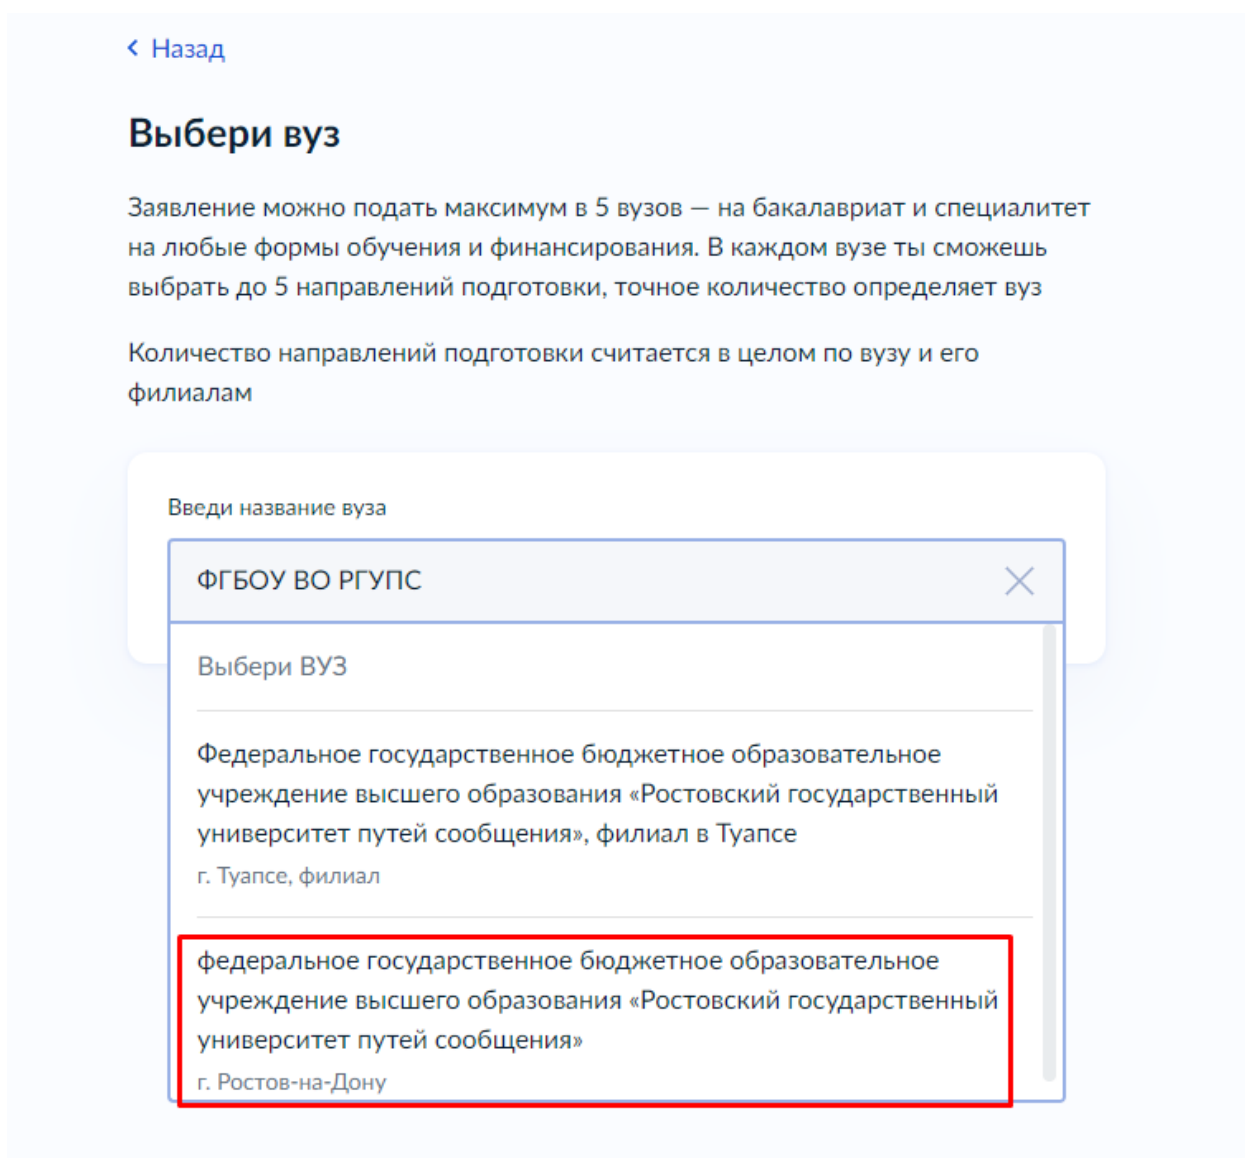 Назад
Выбери вуз
Заявление можно подать максимум в 5 вузов — на бакалавриат и специалитет
на любые формы обучения и финансирования. В каждом вузе ты сможешь
выбрать до 5 направлений подготовки, точное количество определяет вуз
Количество направлений подготовки считается в целом по вузу и его
филиалам
Введи название вуза
ФГБОУ ВО РГУПС
Выбери ВУЗ
Федеральное государственное бюджетное образовательное
учреждение высшего образования «Ростовский государственный
университет путей сообщения», филиал в Туапсе
г. Туапсе, филиал
федеральное государственное бюджетное образовательное
учреждение высшего образования «Ростовский государственный
университет путей сообщения»
г. Ростов-на-Дону